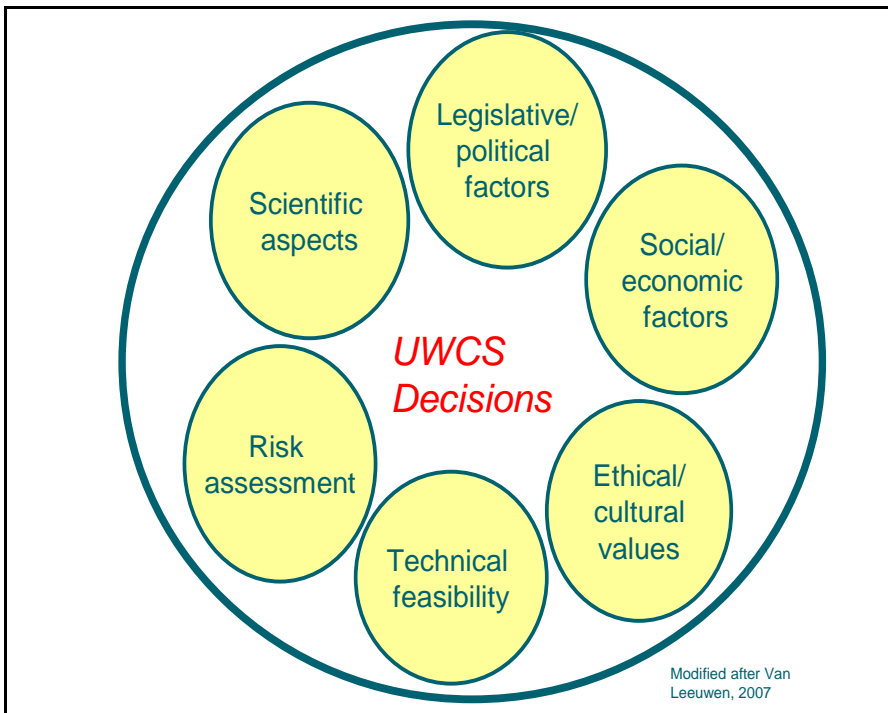 Legislative/
political
factors
Scientific
aspects
Social/
economic
factors
UWCS
Decisions
Risk
assessment
Ethical/
cultural
values
Technical
feasibility
Modified after Van
Leeuwen, 2007